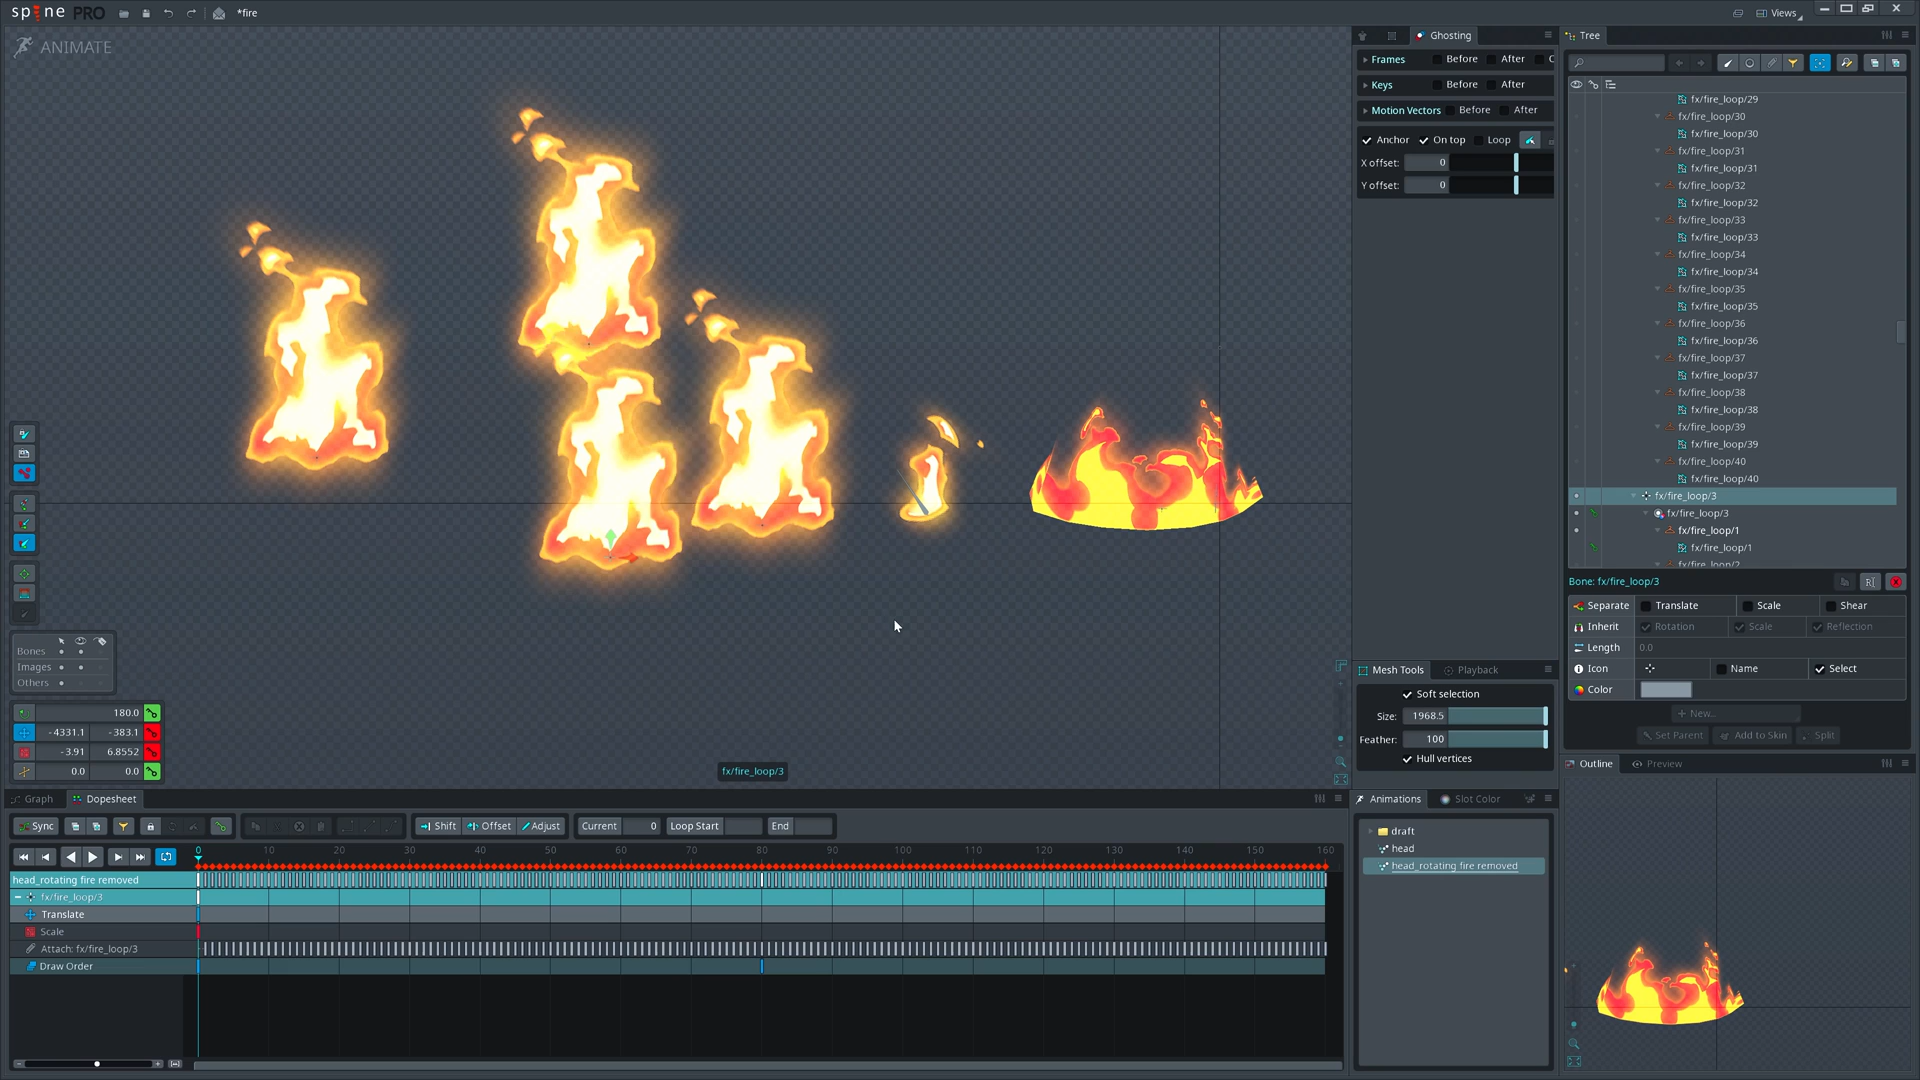 spine PRO
*fire
Views
ANIMATE
Ghosting
Frames Before After
Keys Before After
Motion Vectors Before After
Anchor On top Loop
X offset: 0
Y offset: 0
Tree
fx/fire_loop/29
fx/fire_loop/30
fx/fire_loop/30
fx/fire_loop/31
fx/fire_loop/31
fx/fire_loop/32
fx/fire_loop/32
fx/fire_loop/33
fx/fire_loop/33
fx/fire_loop/34
fx/fire_loop/34
fx/fire_loop/35
fx/fire_loop/35
fx/fire_loop/36
fx/fire_loop/36
fx/fire_loop/37
fx/fire_loop/37
fx/fire_loop/38
fx/fire_loop/38
fx/fire_loop/39
fx/fire_loop/39
fx/fire_loop/40
fx/fire_loop/40
fx/fire_loop/3
fx/fire_loop/3
fx/fire_loop/1
fx/fire_loop/1
fx/fire_loop/2
Bone: fx/fire_loop/3
Separate Translate Scale Shear
Inherit Rotation Scale Reflection
Length 0.0
Icon Name Select
Color
+ New...
Set Parent Add to Skin Split
Bones
Images
Others
180.0
-4331.1 -383.1
-3.91 6.8552
0.0 0.0
fx/fire_loop/3
Mesh Tools Playback
Soft selection
Size: 1968.5
Feather: 100
Hull vertices
Outline Preview
Graph Dopesheet
Sync Shift Offset Adjust Current 0 Loop Start End
0 10 20 30 40 50 60 70 80 90 100 110 120 130 140 150 160
head_rotating fire removed
fx/fire_loop/3
Translate
Scale
Attach: fx/fire_loop/3
Draw Order
Animations Slot Color
draft
head
head_rotating fire removed